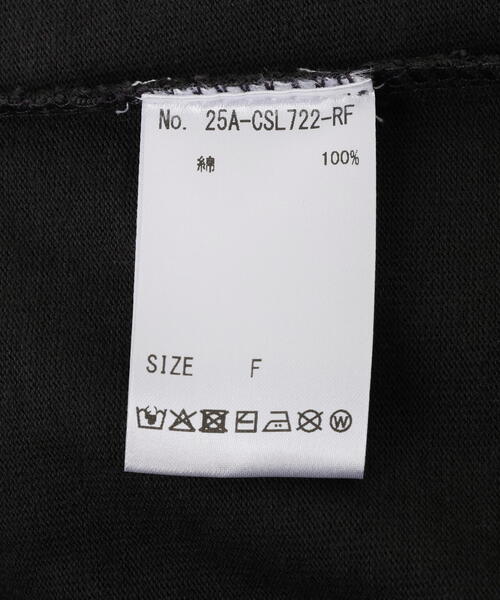 No. 25A-CSL722-RF
綿 100%
SIZE F
W